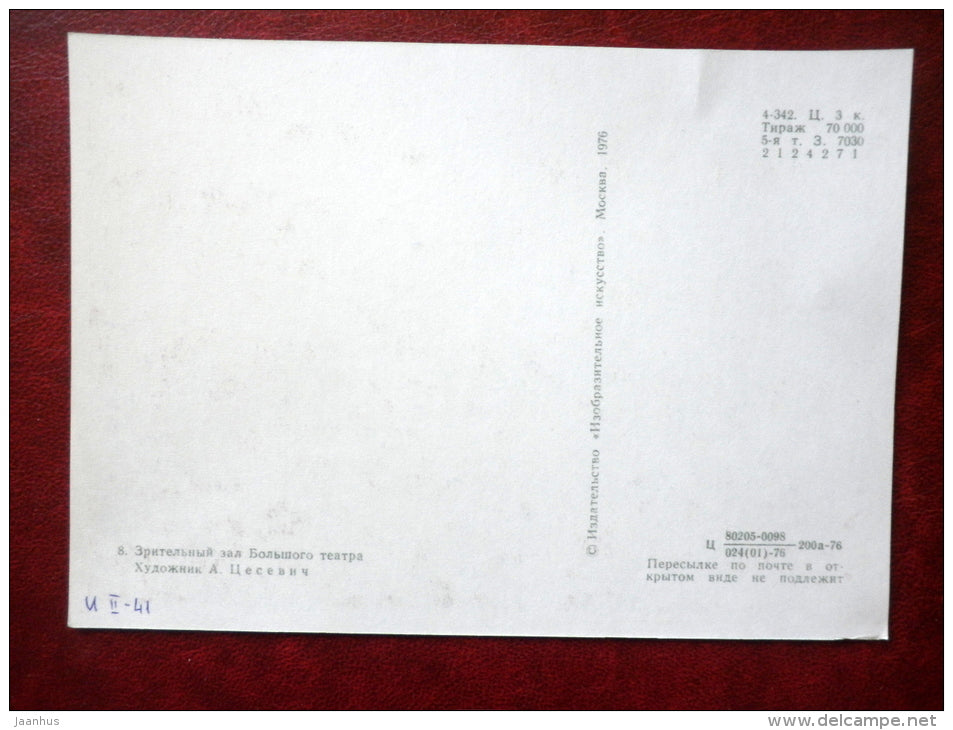 4-342. Ц. 3 к.
Тираж 70 000
5-я т. З. 7030
2124271
© Издательство «Изобразительное искусство». Москва. 1976
8. Зрительный зал Большого театра
Художник А. Цесевич
Ц 80205-0098 200а-76
024(01)-76
Пересылке по почте в от-
крытом виде не подлежит
И II-41
Jaanhus
www.delcampe.net